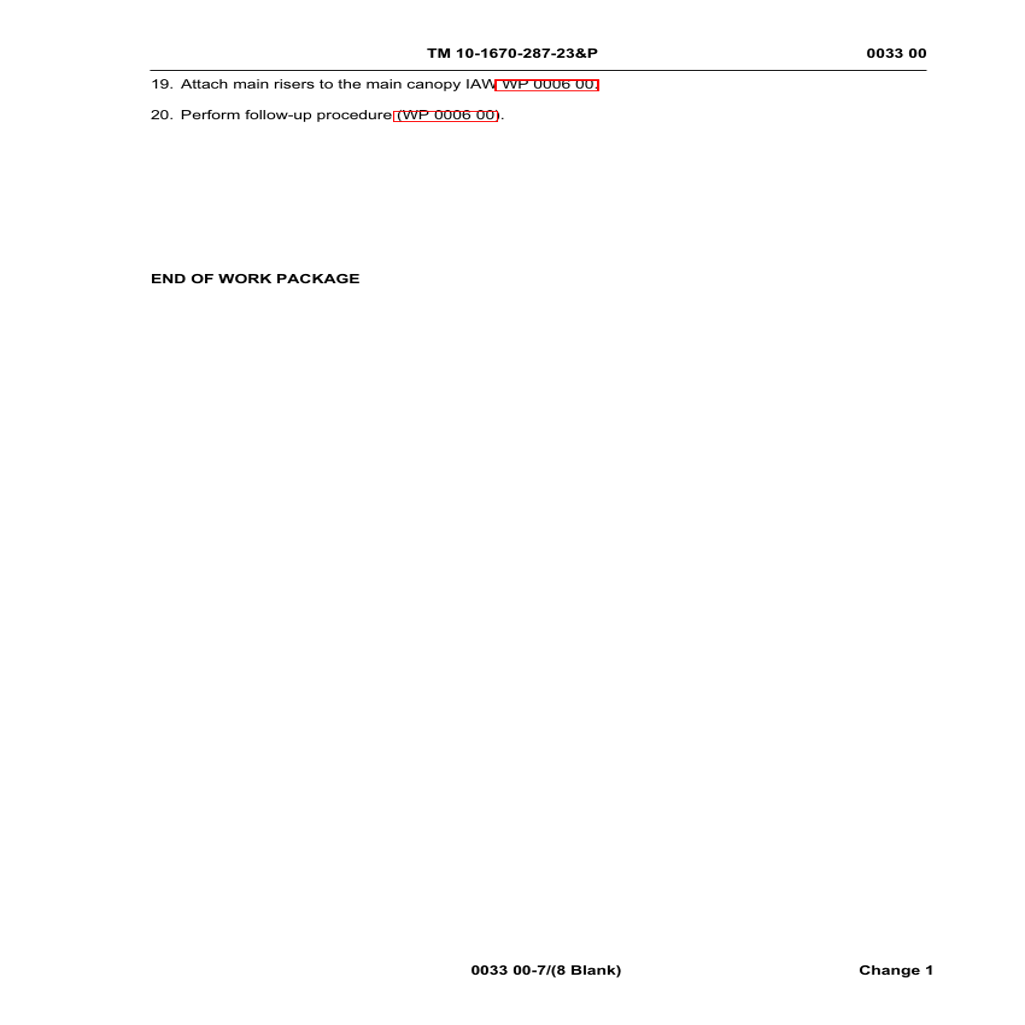 TM 10-1670-287-23&P 0033 00
19. Attach main risers to the main canopy IAW WP 0006 00.
20. Perform follow-up procedure (WP 0006 00).
END OF WORK PACKAGE
0033 00-7/(8 Blank) Change 1